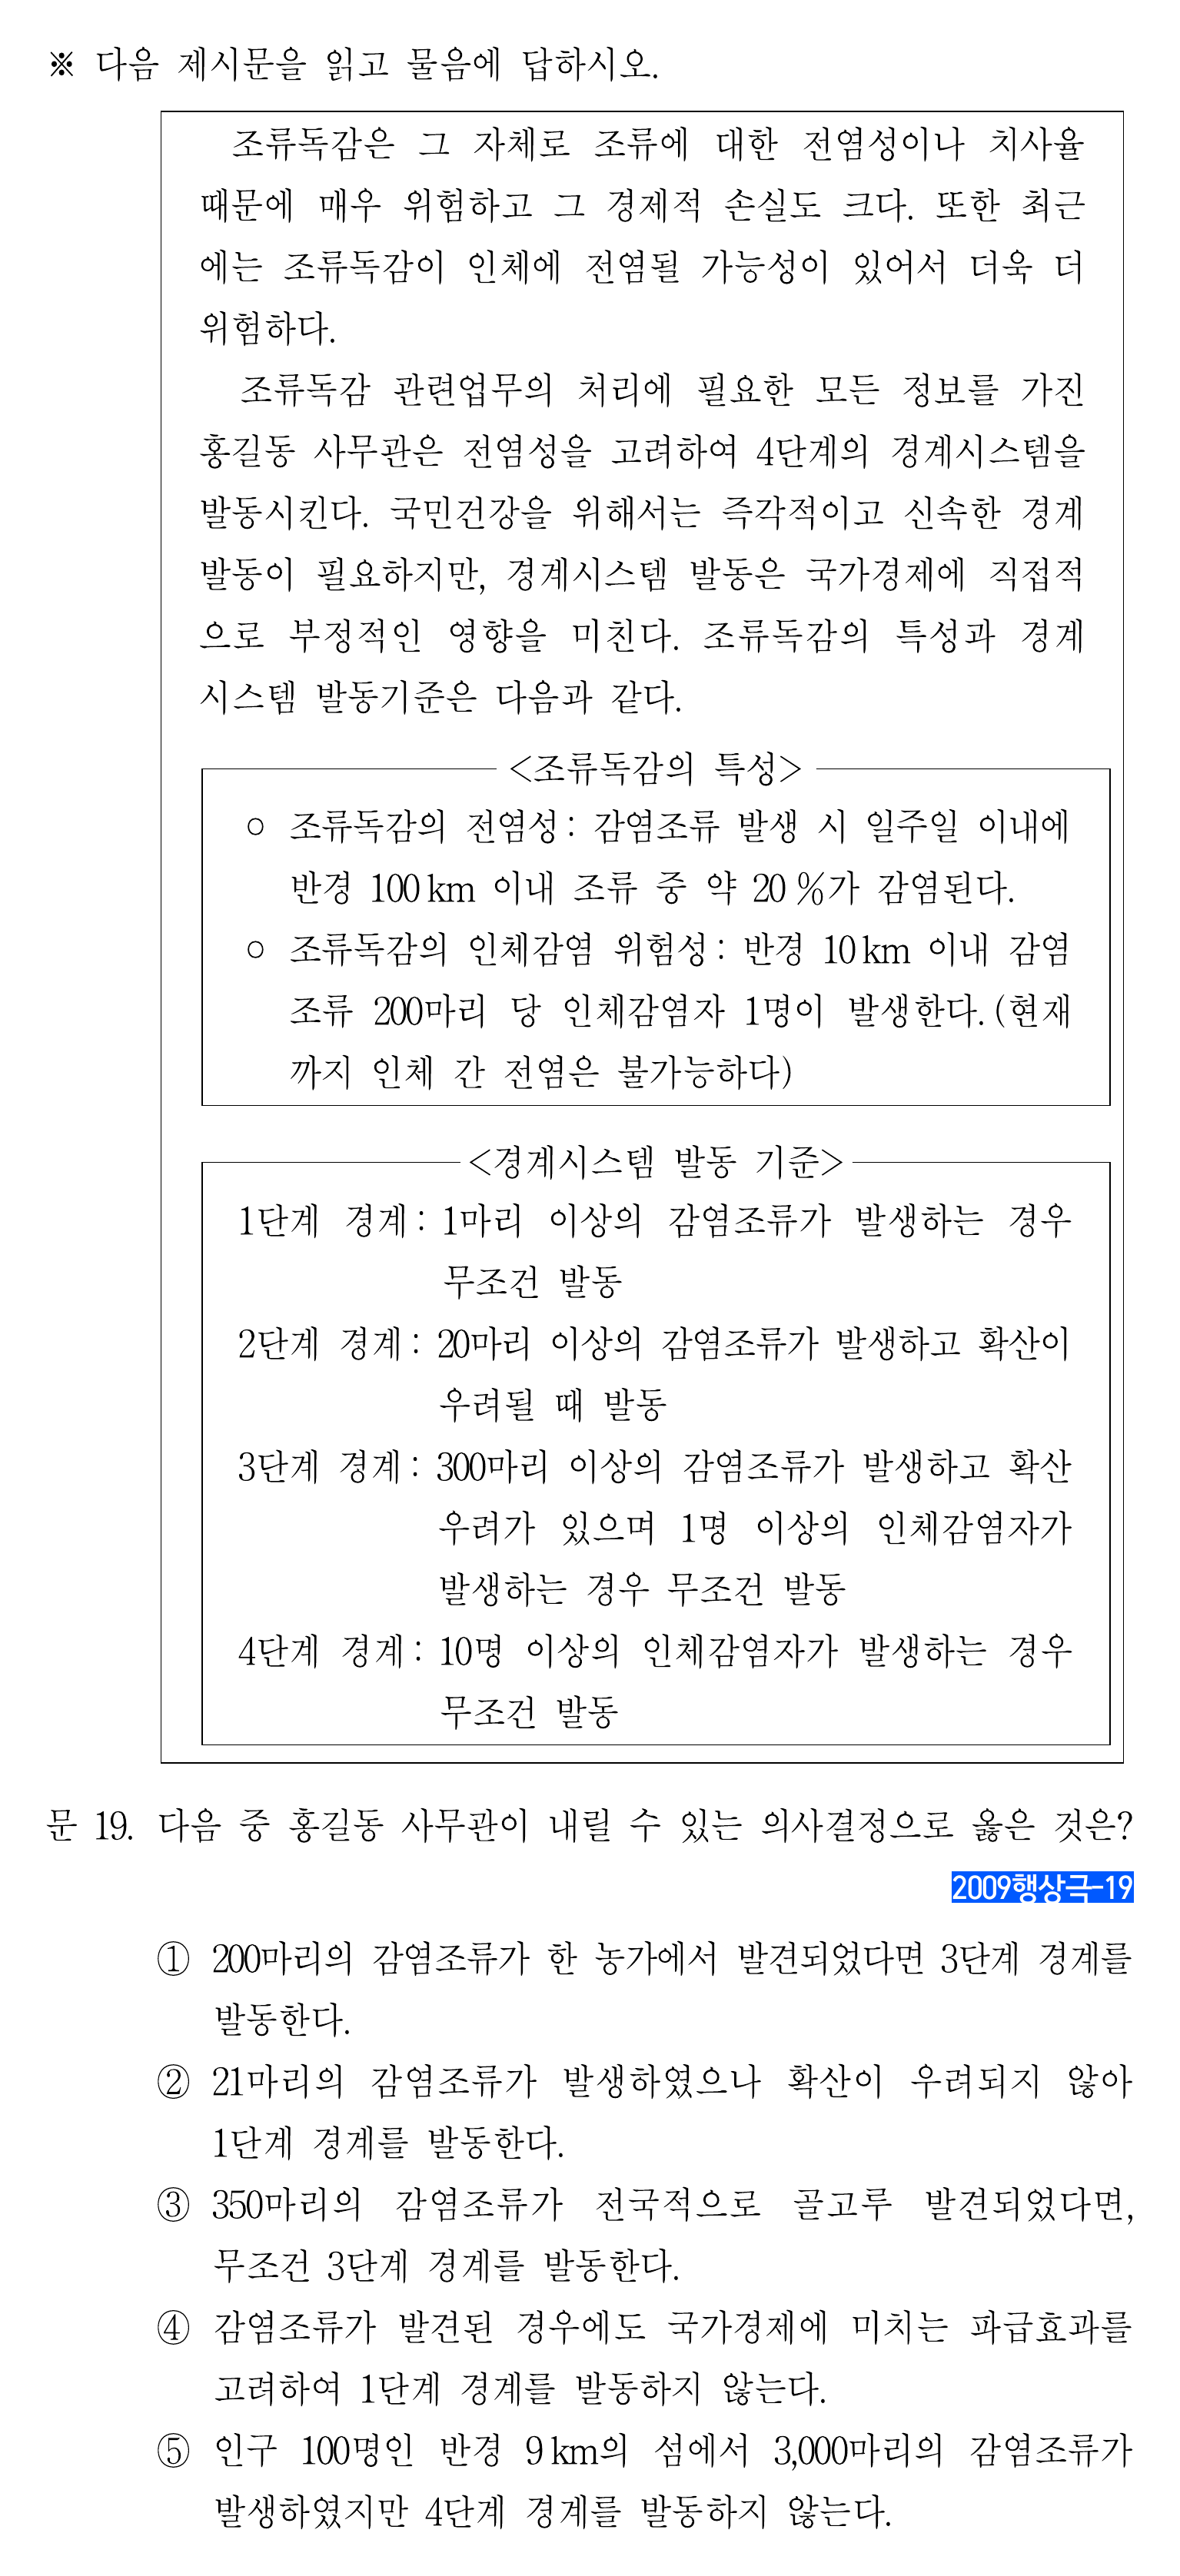 ※ 다음 제시문을 읽고 물음에 답하시오.
조류독감은 그 자체로 조류에 대한 전염성이나 치사율
때문에 매우 위험하고 그 경제적 손실도 크다. 또한 최근
에는 조류독감이 인체에 전염될 가능성이 있어서 더욱 더
위험하다.
조류독감 관련업무의 처리에 필요한 모든 정보를 가진
홍길동 사무관은 전염성을 고려하여 4단계의 경계시스템을
발동시킨다. 국민건강을 위해서는 즉각적이고 신속한 경계
발동이 필요하지만, 경계시스템 발동은 국가경제에 직접적
으로 부정적인 영향을 미친다. 조류독감의 특성과 경계
시스템 발동기준은 다음과 같다.
<조류독감의 특성>
○ 조류독감의 전염성 : 감염조류 발생 시 일주일 이내에
반경 100 km 이내 조류 중 약 20 %가 감염된다.
○ 조류독감의 인체감염 위험성 : 반경 10 km 이내 감염
조류 200마리 당 인체감염자 1명이 발생한다. (현재
까지 인체 간 전염은 불가능하다)
<경계시스템 발동 기준>
1단계 경계 : 1마리 이상의 감염조류가 발생하는 경우
무조건 발동
2단계 경계 : 20마리 이상의 감염조류가 발생하고 확산이
우려될 때 발동
3단계 경계 : 300마리 이상의 감염조류가 발생하고 확산
우려가 있으며 1명 이상의 인체감염자가
발생하는 경우 무조건 발동
4단계 경계 : 10명 이상의 인체감염자가 발생하는 경우
무조건 발동
문 19. 다음 중 홍길동 사무관이 내릴 수 있는 의사결정으로 옳은 것은?
2009행상극-19
① 200마리의 감염조류가 한 농가에서 발견되었다면 3단계 경계를
발동한다.
② 21마리의 감염조류가 발생하였으나 확산이 우려되지 않아
1단계 경계를 발동한다.
③ 350마리의 감염조류가 전국적으로 골고루 발견되었다면,
무조건 3단계 경계를 발동한다.
④ 감염조류가 발견된 경우에도 국가경제에 미치는 파급효과를
고려하여 1단계 경계를 발동하지 않는다.
⑤ 인구 100명인 반경 9 km의 섬에서 3,000마리의 감염조류가
발생하였지만 4단계 경계를 발동하지 않는다.